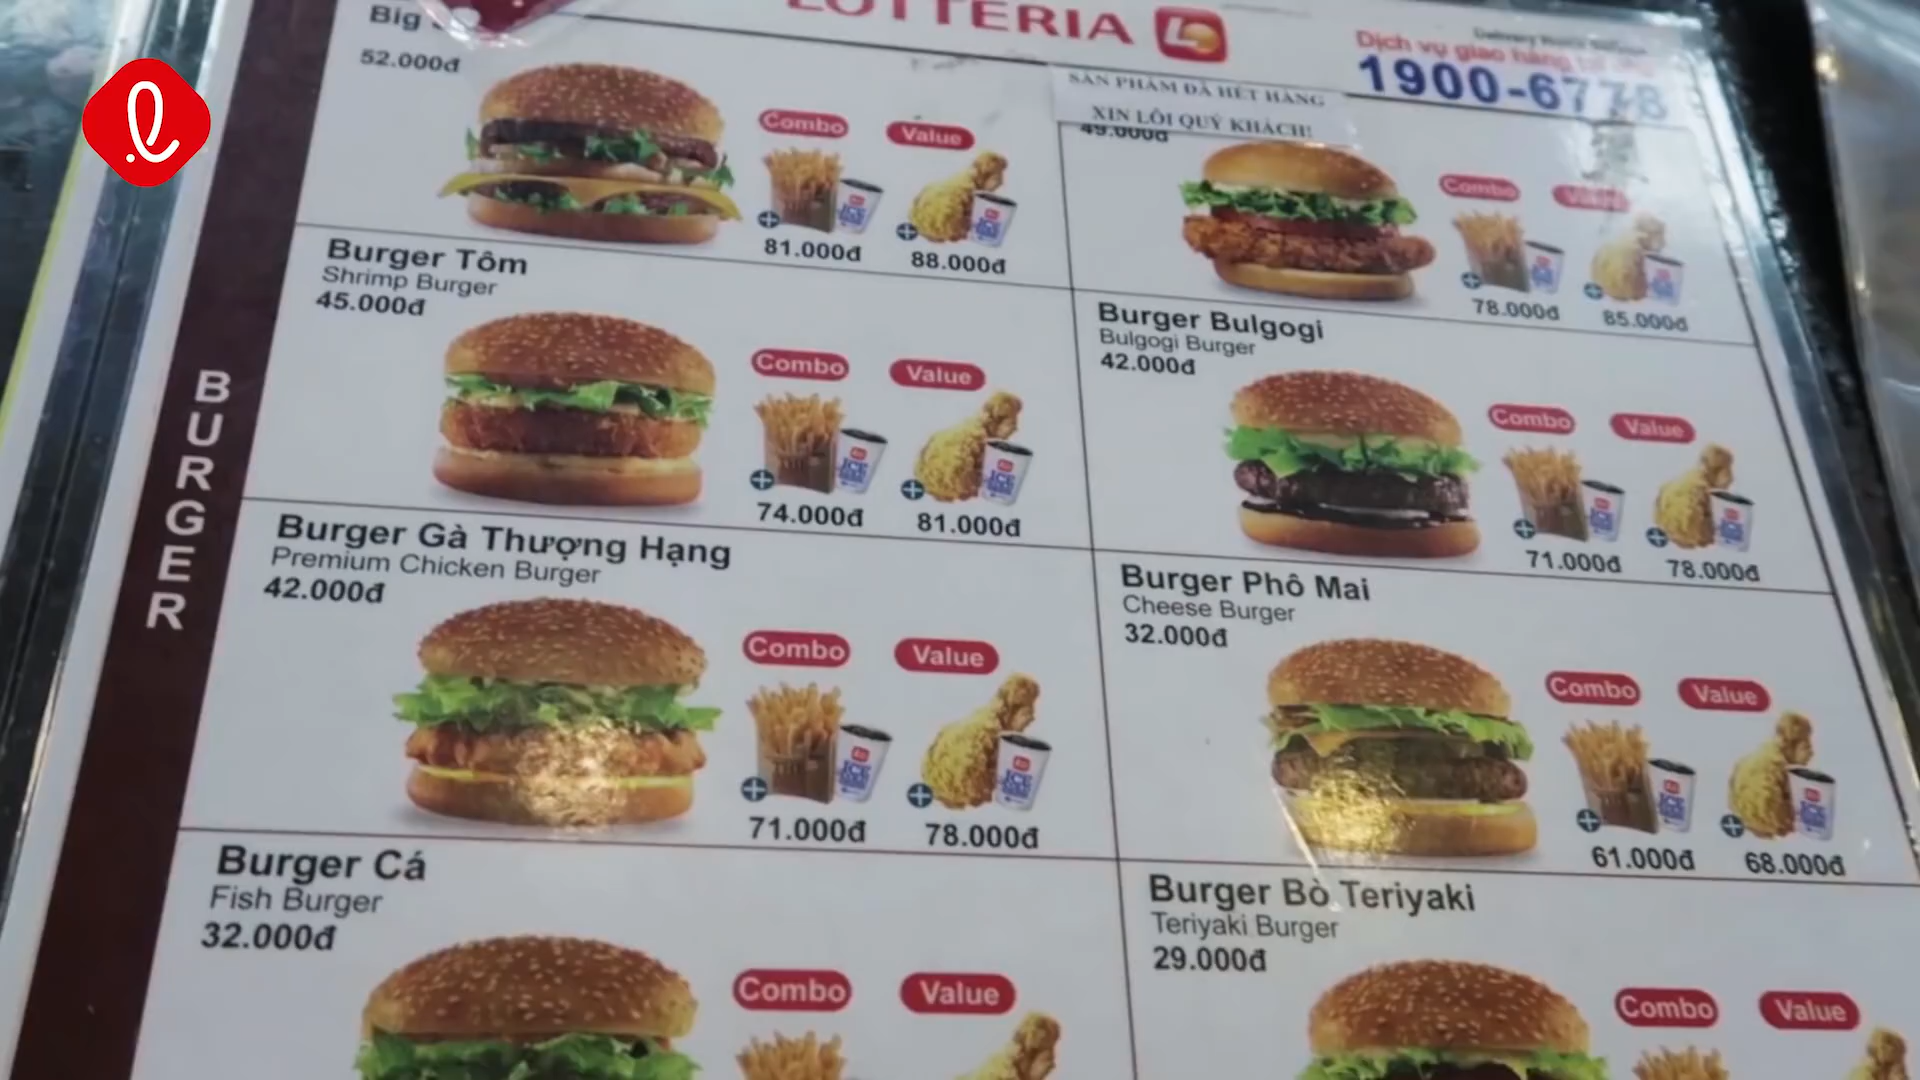 LOTTERIA
Dịch vụ giao hàng
1900-6778
Big
52.000đ
Combo
Value
81.000đ
88.000đ
SẢN PHẨM ĐÃ HẾT HÀNG
XIN LỖI QUÝ KHÁCH!
49.000đ
Combo
Value
78.000đ
85.000đ
BURGER
Burger Tôm
Shrimp Burger
45.000đ
Combo
Value
74.000đ
81.000đ
Burger Bulgogi
Bulgogi Burger
42.000đ
Combo
Value
71.000đ
78.000đ
Burger Gà Thượng Hạng
Premium Chicken Burger
42.000đ
Combo
Value
71.000đ
78.000đ
Burger Phô Mai
Cheese Burger
32.000đ
Combo
Value
61.000đ
68.000đ
Burger Cá
Fish Burger
32.000đ
Combo
Value
Burger Bò Teriyaki
Teriyaki Burger
29.000đ
Combo
Value